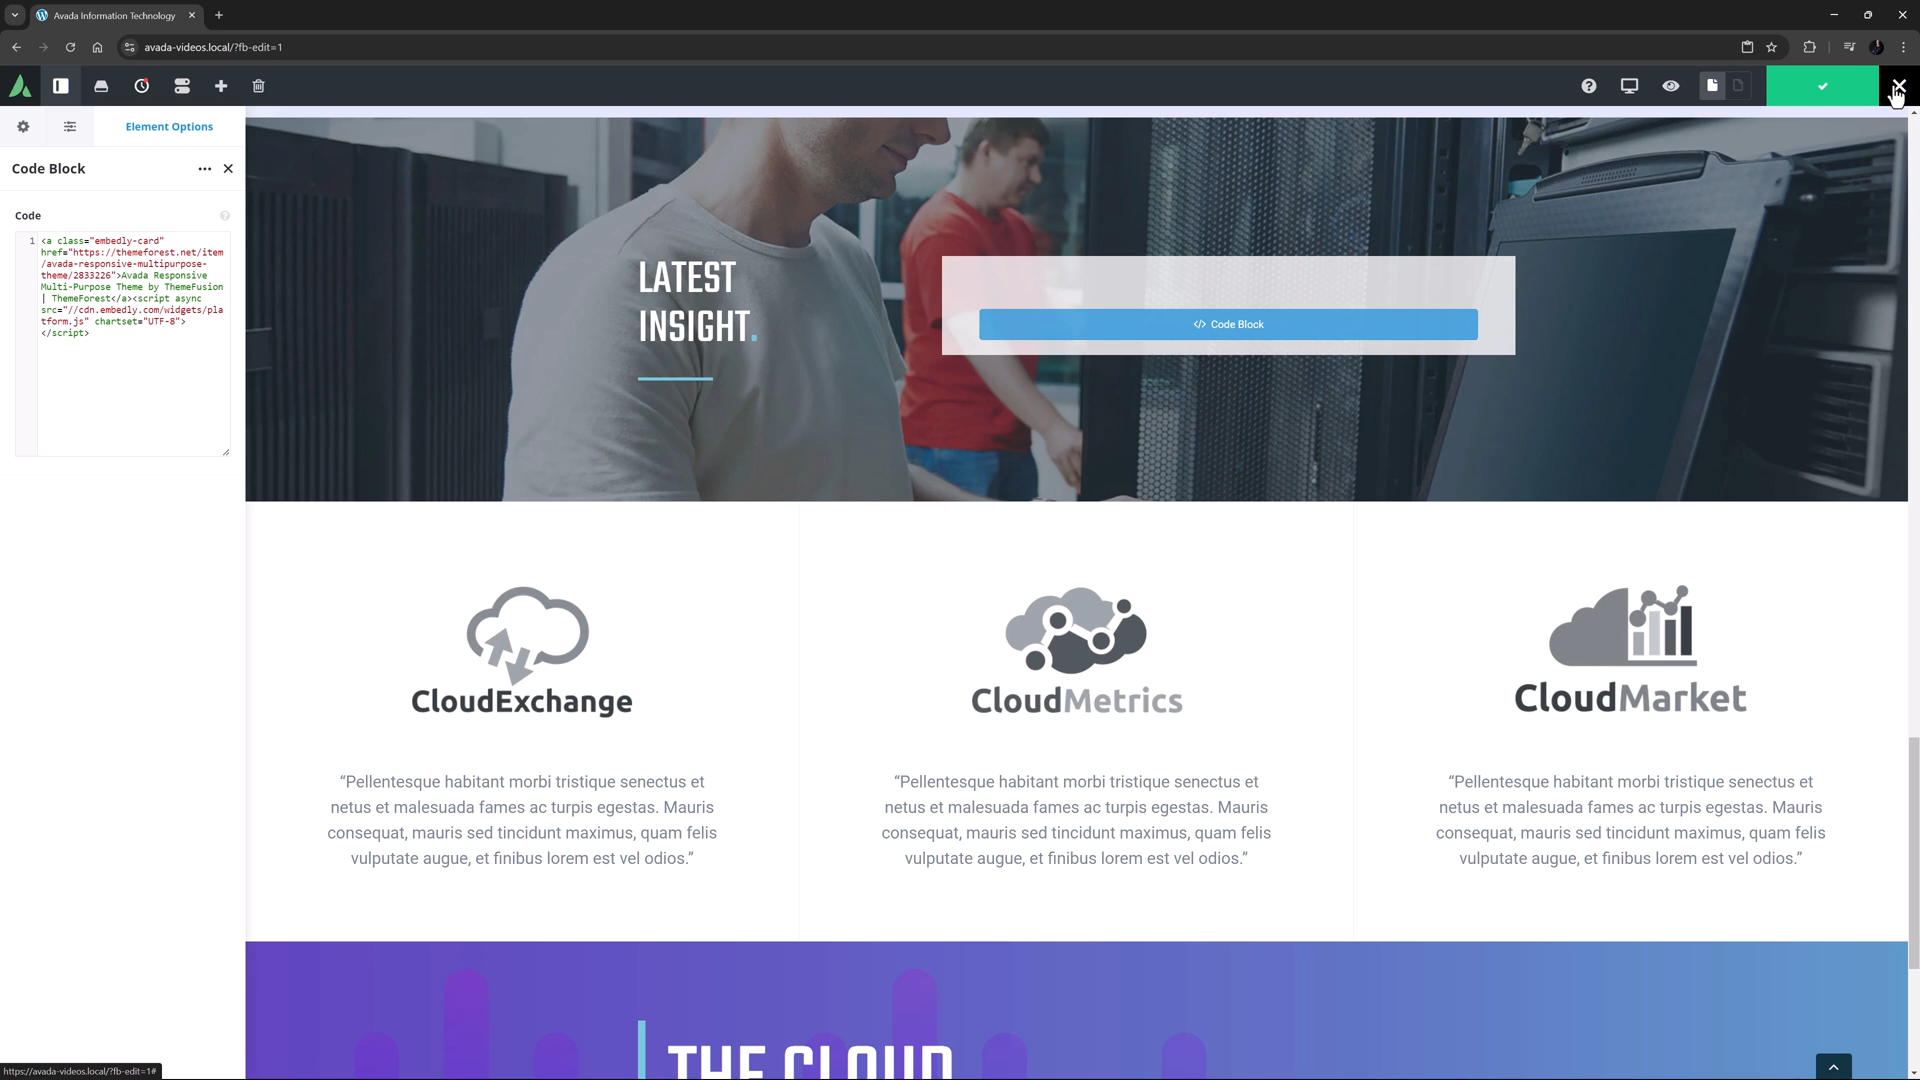 Avada Information Technology
avada-videos.local/?fb-edit=1
Element Options
Code Block
Code
1 <a class="embedly-card"
href="https://themeforest.net/item
/avada-responsive-multipurpose-
theme/2833226">Avada Responsive
Multi-Purpose Theme by ThemeFusion
| ThemeForest</a><script async
src="//cdn.embedly.com/widgets/pla
tform.js" chartset="UTF-8">
</script>
LATEST
INSIGHT.
</> Code Block
CloudExchange
CloudMetrics
CloudMarket
“Pellentesque habitant morbi tristique senectus et
netus et malesuada fames ac turpis egestas. Mauris
consequat, mauris sed tincidunt maximus, quam felis
vulputate augue, et finibus lorem est vel odios.”
“Pellentesque habitant morbi tristique senectus et
netus et malesuada fames ac turpis egestas. Mauris
consequat, mauris sed tincidunt maximus, quam felis
vulputate augue, et finibus lorem est vel odios.”
“Pellentesque habitant morbi tristique senectus et
netus et malesuada fames ac turpis egestas. Mauris
consequat, mauris sed tincidunt maximus, quam felis
vulputate augue, et finibus lorem est vel odios.”
THE CLOUD
https://avada-videos.local/?fb-edit=1#